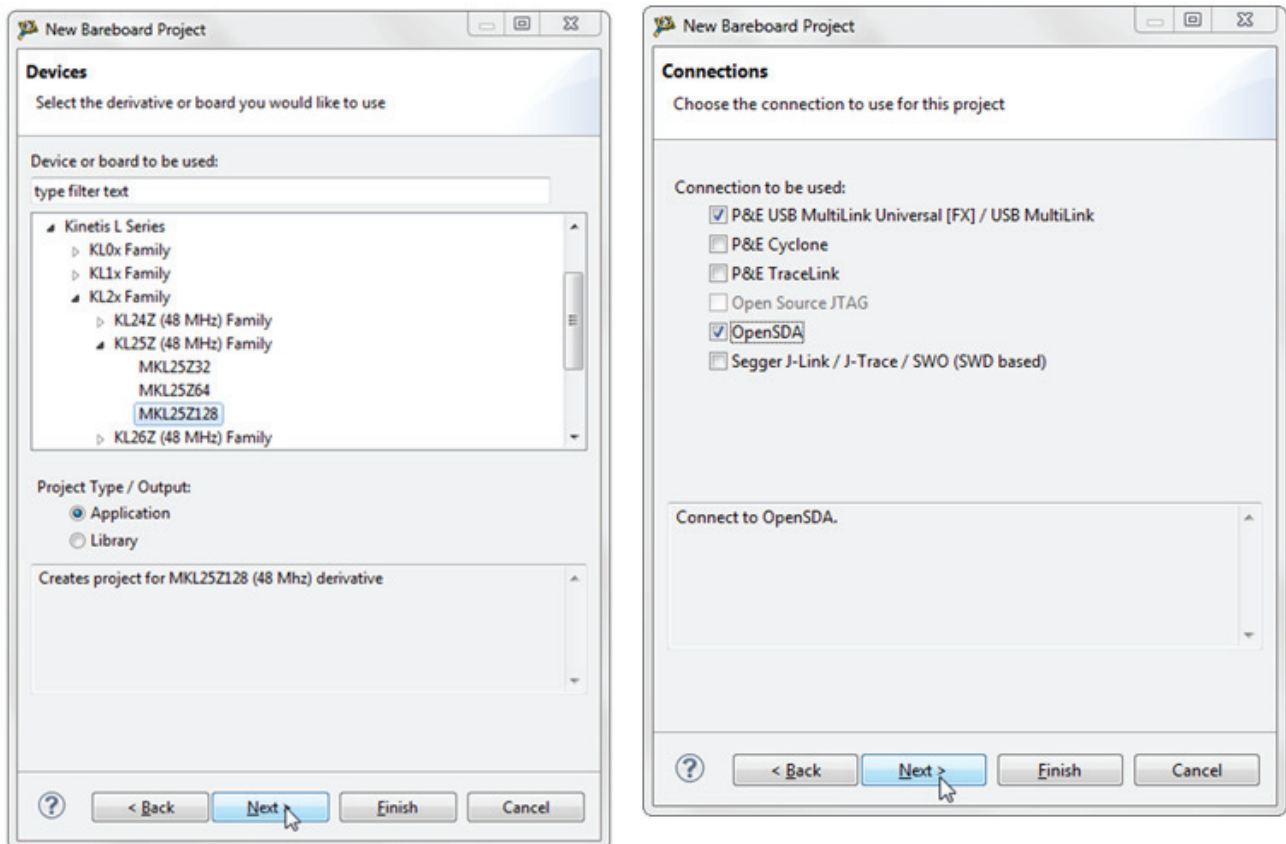 New Bareboard Project
Devices
Select the derivative or board you would like to use
Device or board to be used:
type filter text
Kinetis L Series
KL0x Family
KL1x Family
KL2x Family
KL24Z (48 MHz) Family
KL25Z (48 MHz) Family
MKL25Z32
MKL25Z64
MKL25Z128
KL26Z (48 MHz) Family
Project Type / Output:
Application
Library
Creates project for MKL25Z128 (48 Mhz) derivative
? < Back Next > Finish Cancel
New Bareboard Project
Connections
Choose the connection to use for this project
Connection to be used:
P&E USB MultiLink Universal [FX] / USB MultiLink
P&E Cyclone
P&E TraceLink
Open Source JTAG
OpenSDA
Segger J-Link / J-Trace / SWO (SWD based)
Connect to OpenSDA.
? < Back Next > Finish Cancel